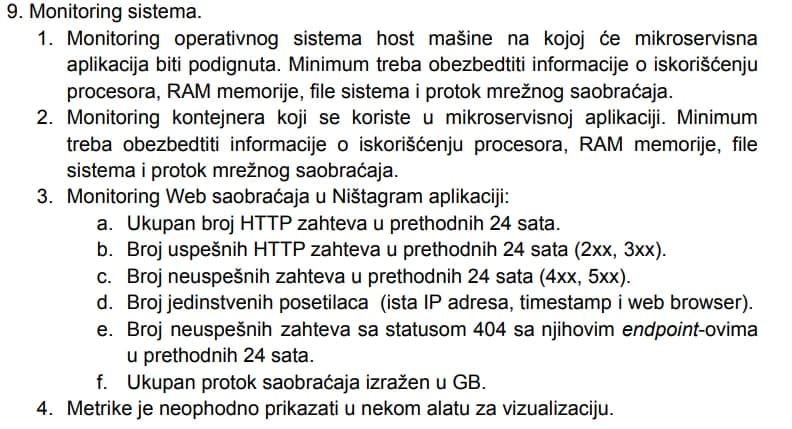 9. Monitoring sistema.
1. Monitoring operativnog sistema host mašine na kojoj će mikroservisna
aplikacija biti podignuta. Minimum treba obezbedtiti informacije o iskorišćenju
procesora, RAM memorije, file sistema i protok mrežnog saobraćaja.
2. Monitoring kontejnera koji se koriste u mikroservisnoj aplikaciji. Minimum
treba obezbedtiti informacije o iskorišćenju procesora, RAM memorije, file
sistema i protok mrežnog saobraćaja.
3. Monitoring Web saobraćaja u Ništagram aplikaciji:
a. Ukupan broj HTTP zahteva u prethodnih 24 sata.
b. Broj uspešnih HTTP zahteva u prethodnih 24 sata (2xx, 3xx).
c. Broj neuspešnih zahteva u prethodnih 24 sata (4xx, 5xx).
d. Broj jedinstvenih posetilaca (ista IP adresa, timestamp i web browser).
e. Broj neuspešnih zahteva sa statusom 404 sa njihovim endpoint-ovima
u prethodnih 24 sata.
f. Ukupan protok saobraćaja izražen u GB.
4. Metrike je neophodno prikazati u nekom alatu za vizualizaciju.